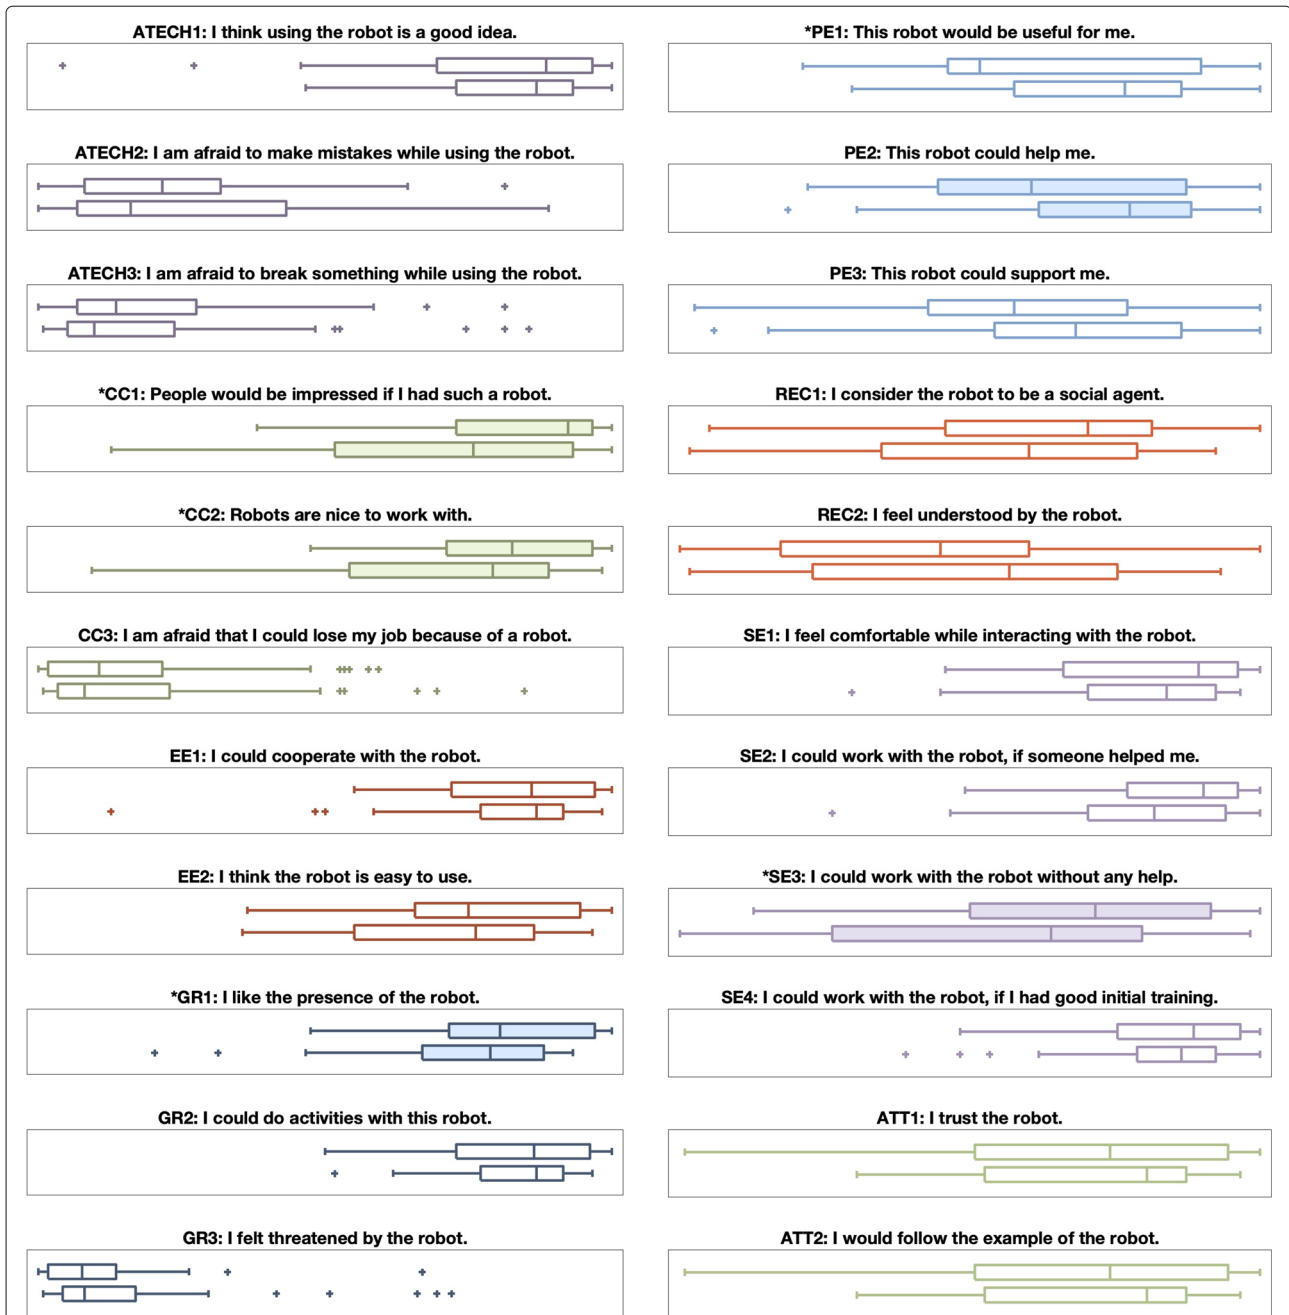 ATECH1: I think using the robot is a good idea.
ATECH2: I am afraid to make mistakes while using the robot.
ATECH3: I am afraid to break something while using the robot.
*CC1: People would be impressed if I had such a robot.
*CC2: Robots are nice to work with.
CC3: I am afraid that I could lose my job because of a robot.
EE1: I could cooperate with the robot.
EE2: I think the robot is easy to use.
*GR1: I like the presence of the robot.
GR2: I could do activities with this robot.
GR3: I felt threatened by the robot.
*PE1: This robot would be useful for me.
PE2: This robot could help me.
PE3: This robot could support me.
REC1: I consider the robot to be a social agent.
REC2: I feel understood by the robot.
SE1: I feel comfortable while interacting with the robot.
SE2: I could work with the robot, if someone helped me.
*SE3: I could work with the robot without any help.
SE4: I could work with the robot, if I had good initial training.
ATT1: I trust the robot.
ATT2: I would follow the example of the robot.